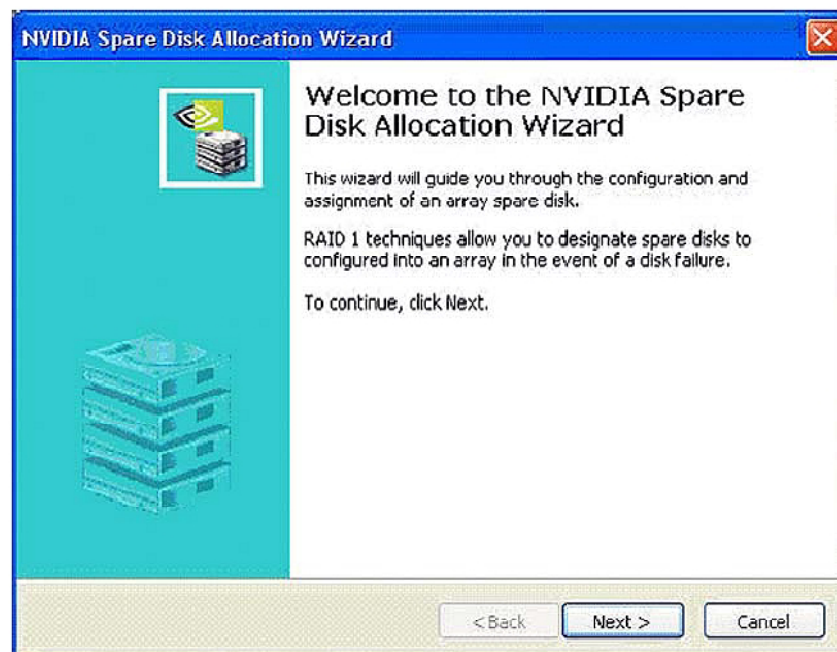 NVIDIA Spare Disk Allocation Wizard
Welcome to the NVIDIA Spare
Disk Allocation Wizard
This wizard will guide you through the configuration and
assignment of an array spare disk.
RAID 1 techniques allow you to designate spare disks to
configured into an array in the event of a disk failure.
To continue, click Next.
< Back
Next >
Cancel